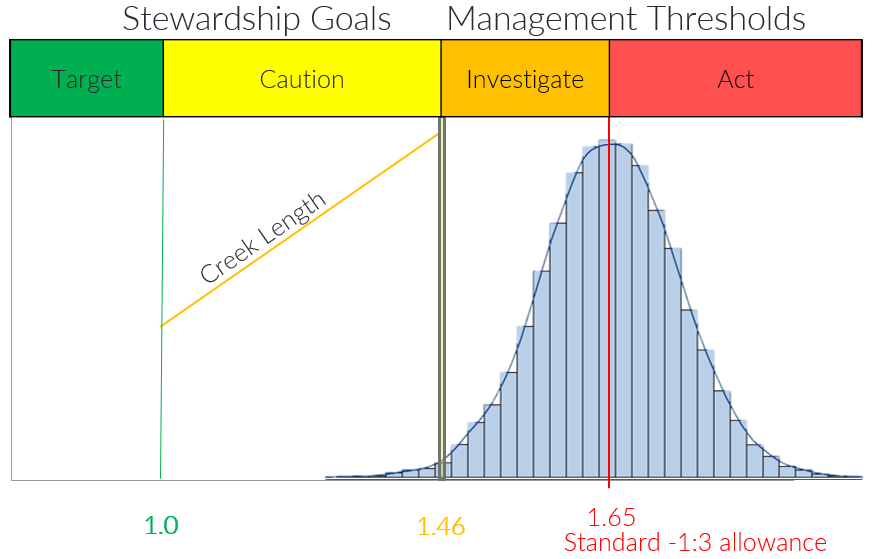 Stewardship Goals Management Thresholds
Target Caution Investigate Act
Creek Length
1.0 1.46 1.65
Standard -1:3 allowance